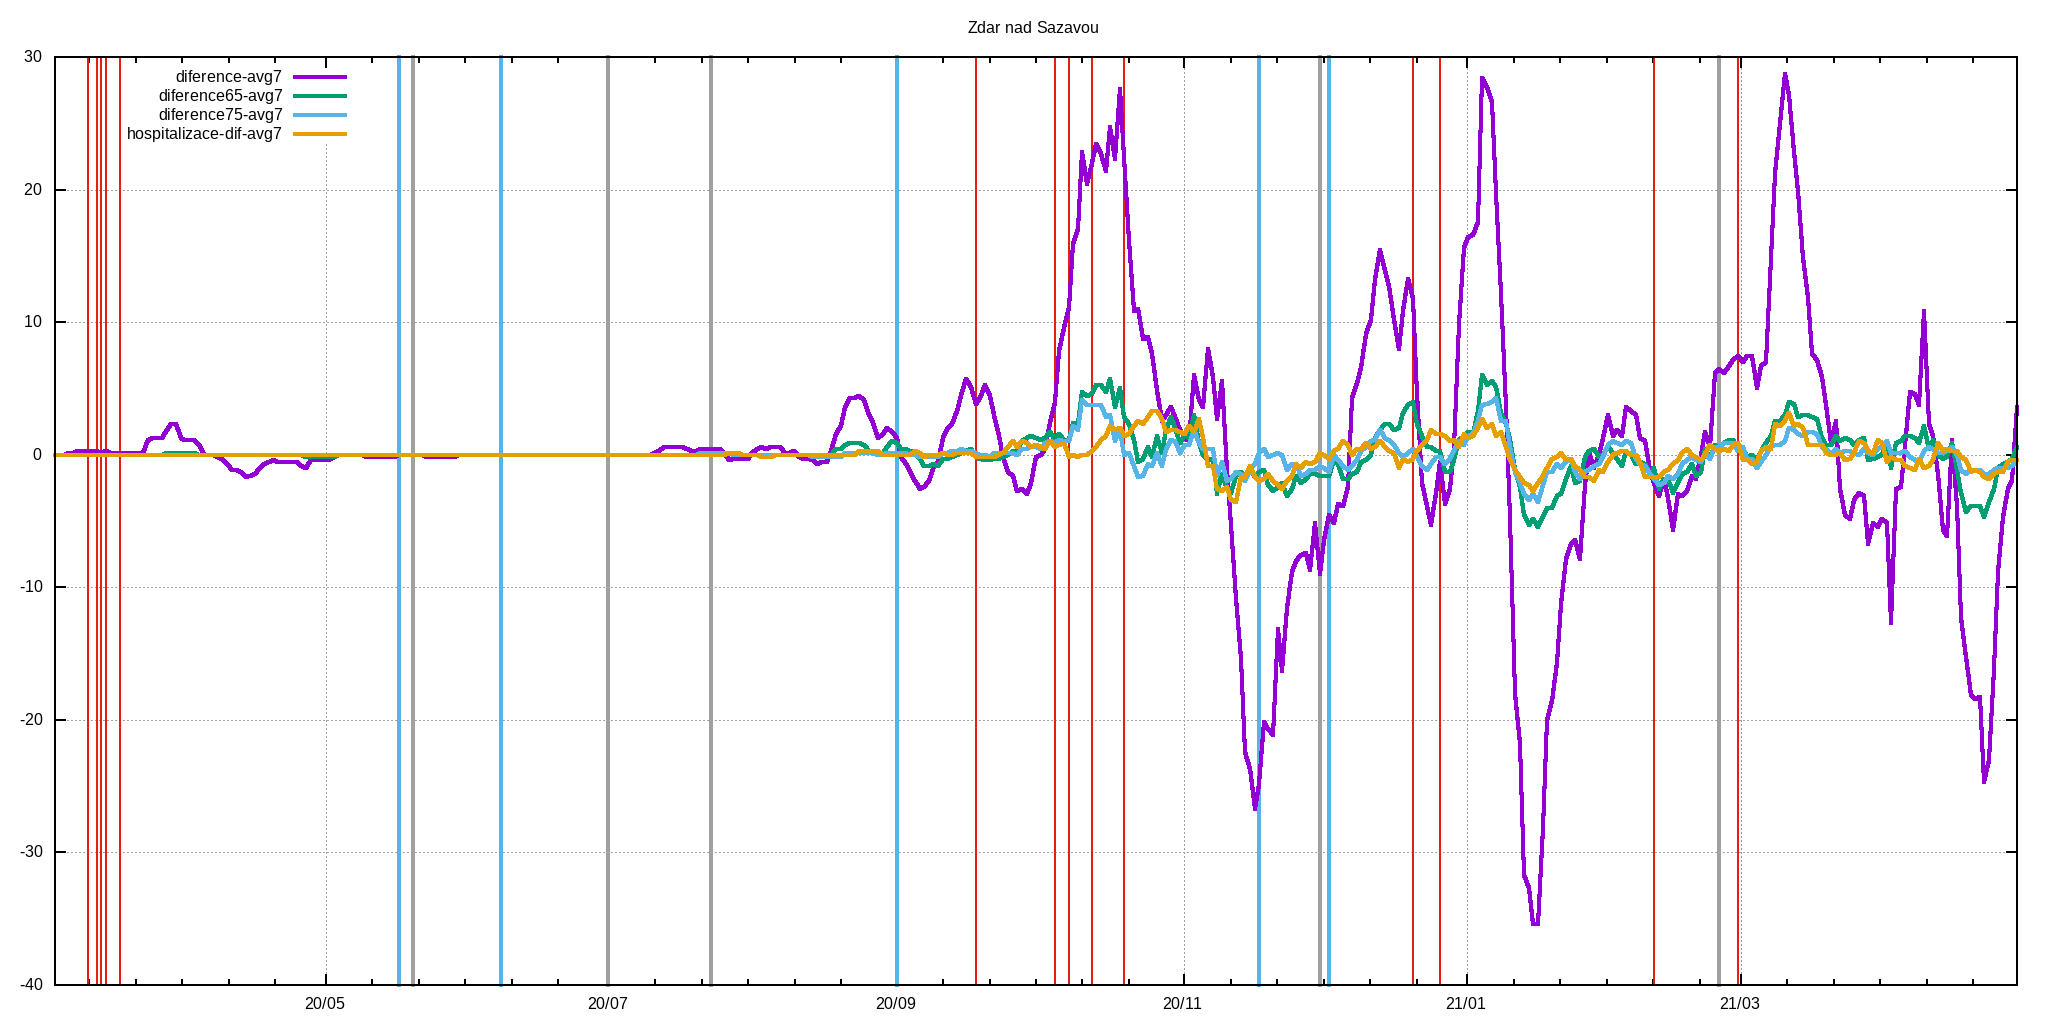 Zdar nad Sazavou
30
20
10
0
-10
-20
-30
-40
diference-avg7
diference65-avg7
diference75-avg7
hospitalizace-dif-avg7
20/05 20/07 20/09 20/11 21/01 21/03